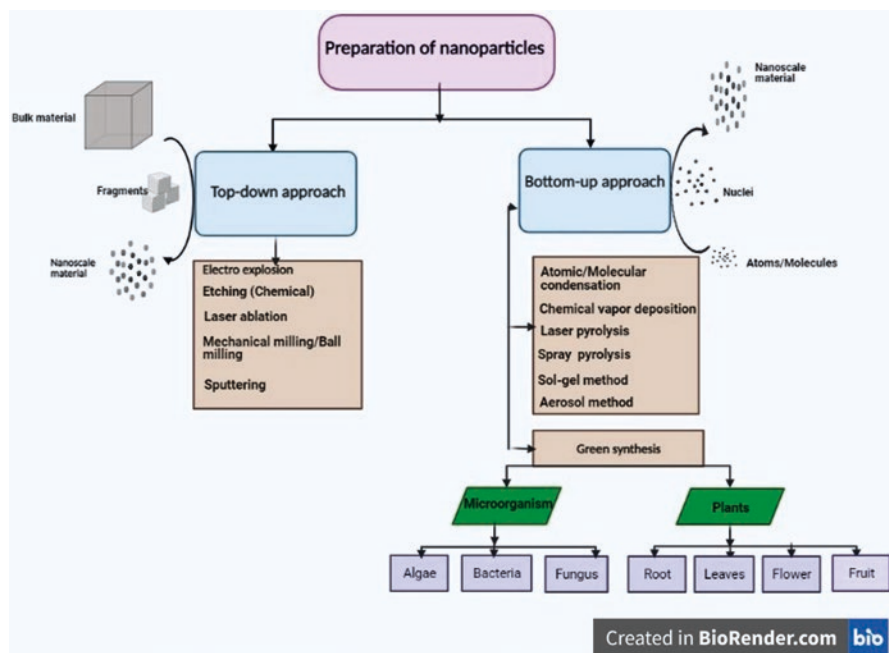 Preparation of nanoparticles
Bulk material
Fragments
Nanoscale
material
Top-down approach
Bottom-up approach
Nanoscale
material
Nuclei
Atoms/Molecules
Electro explosion
Etching (Chemical)
Laser ablation
Mechanical milling/Ball
milling
Sputtering
Atomic/Molecular
condensation
Chemical vapor deposition
Laser pyrolysis
Spray pyrolysis
Sol-gel method
Aerosol method
Green synthesis
Microorganism
Plants
Algae
Bacteria
Fungus
Root
Leaves
Flower
Fruit
Created in BioRender.com bio